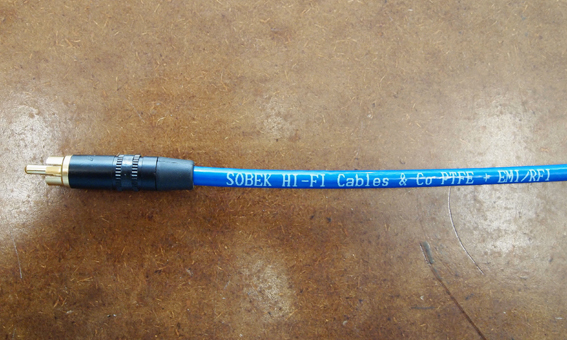 SOBEK HI-FI Cables & Co PTFE + EMI/RFI